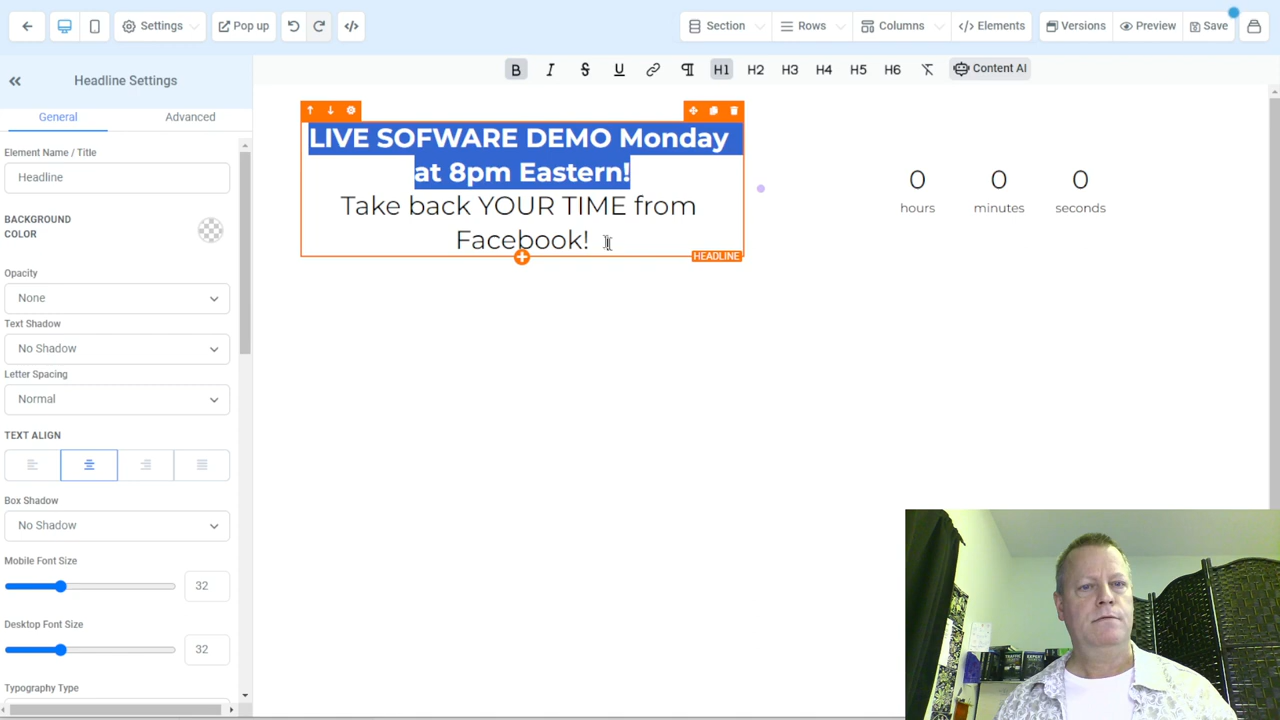 Settings
Pop up
Section
Rows
Columns
</> Elements
Versions
Preview
Save
Headline Settings
B I S U ¶ H1 H2 H3 H4 H5 H6 Content AI
General
Advanced
Element Name / Title
Headline
BACKGROUND
COLOR
Opacity
None
Text Shadow
No Shadow
Letter Spacing
Normal
TEXT ALIGN
Box Shadow
No Shadow
Mobile Font Size
32
Desktop Font Size
32
Typography Type
LIVE SOFWARE DEMO Monday
at 8pm Eastern!
Take back YOUR TIME from
Facebook!
HEADLINE
0 0 0
hours minutes seconds